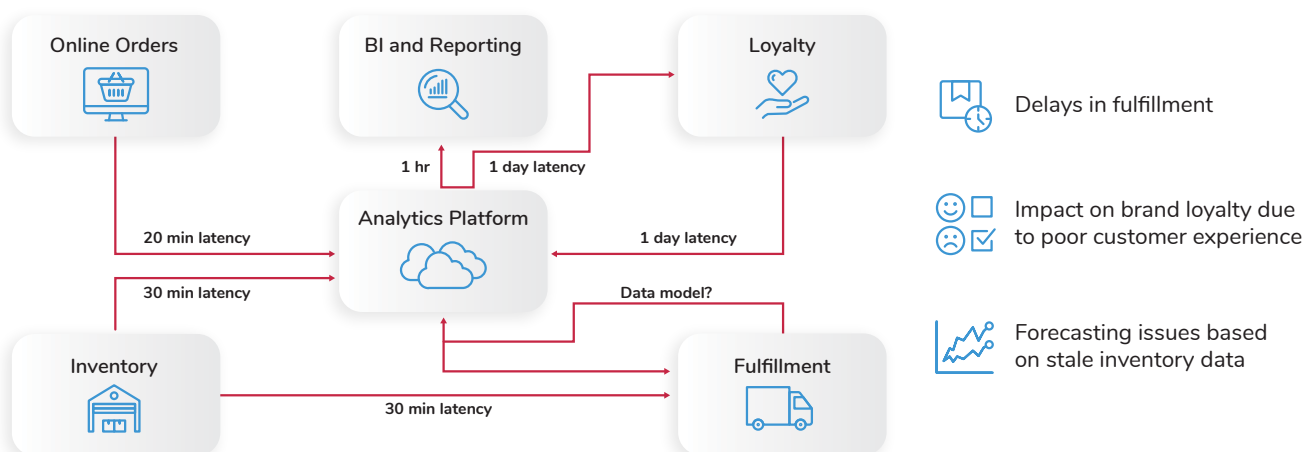 Online Orders
BI and Reporting
Loyalty
1 hr
1 day latency
Analytics Platform
20 min latency
1 day latency
30 min latency
Data model?
Inventory
Fulfillment
30 min latency
Delays in fulfillment
Impact on brand loyalty due
to poor customer experience
Forecasting issues based
on stale inventory data